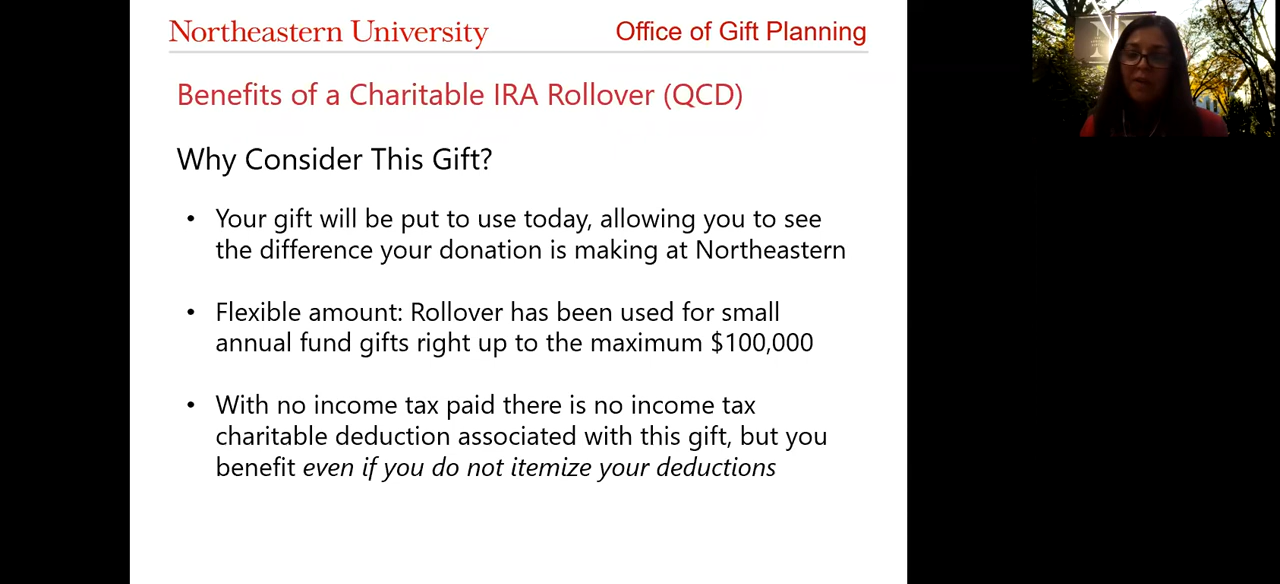 Northeastern University
Office of Gift Planning
Benefits of a Charitable IRA Rollover (QCD)
Why Consider This Gift?
• Your gift will be put to use today, allowing you to see
the difference your donation is making at Northeastern
• Flexible amount: Rollover has been used for small
annual fund gifts right up to the maximum $100,000
• With no income tax paid there is no income tax
charitable deduction associated with this gift, but you
benefit even if you do not itemize your deductions